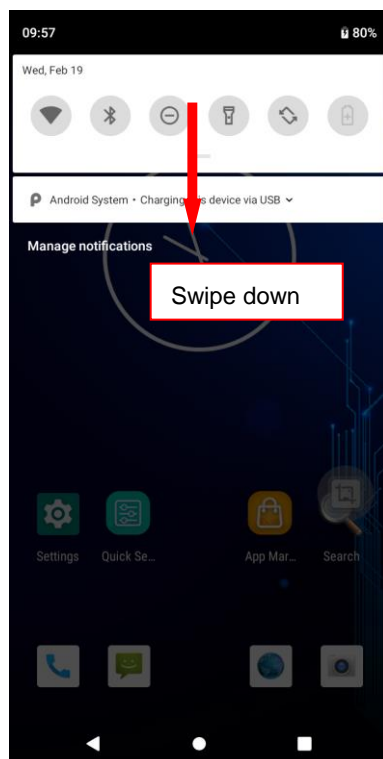 09:57 80%
Wed, Feb 19
Android System • Charging this device via USB
Manage notifications
Swipe down
Settings Quick Se... App Mar... Search